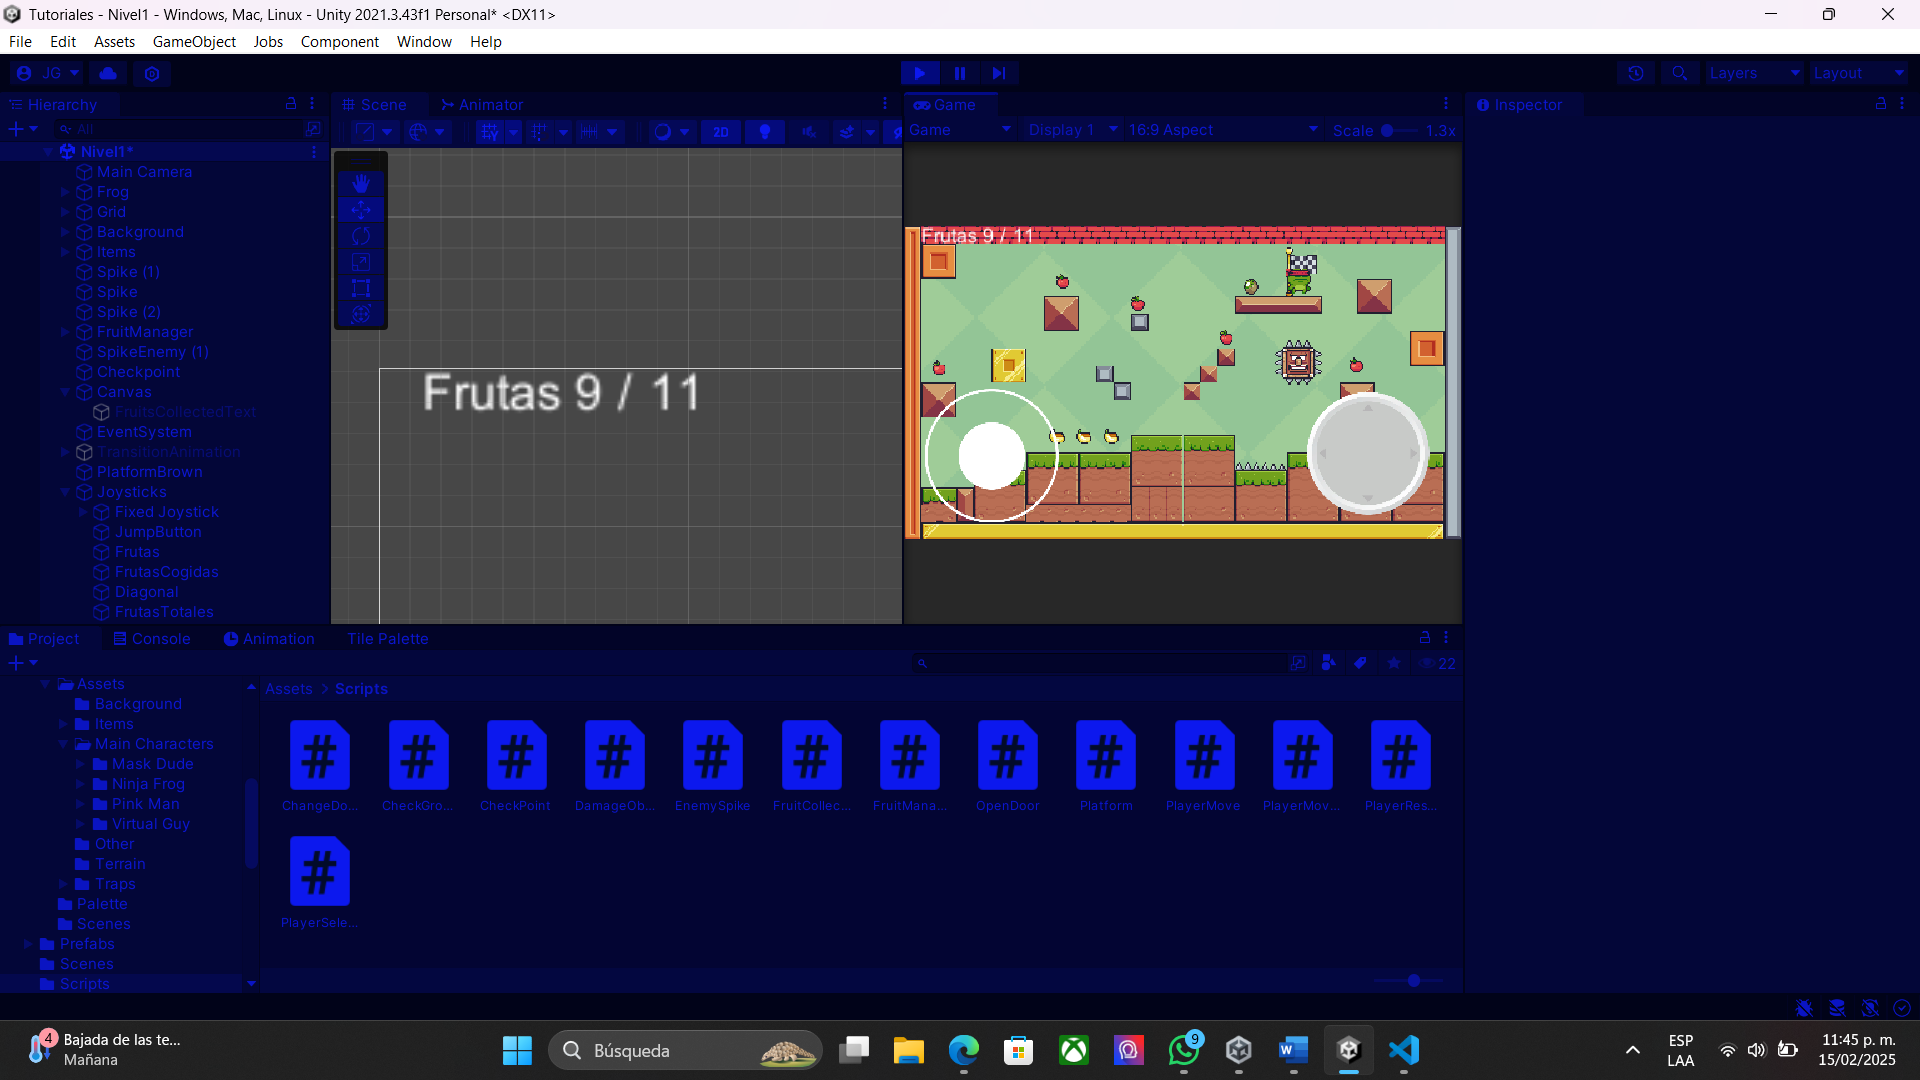 Tutoriales - Nivel1 - Windows, Mac, Linux - Unity 2021.3.43f1 Personal* <DX11>
File Edit Assets GameObject Jobs Component Window Help
JG
Layers
Layout
Hierarchy
All
Nivel1*
Main Camera
Frog
Grid
Background
Items
Spike (1)
Spike
Spike (2)
FruitManager
SpikeEnemy (1)
Checkpoint
Canvas
FruitsCollectedText
EventSystem
TransitionAnimation
PlatformBrown
Joysticks
Fixed Joystick
JumpButton
Frutas
FrutasCogidas
Diagonal
FrutasTotales
Scene
Animator
2D
Frutas 9 / 11
Game
Game
Display 1
16:9 Aspect
Scale
1.3x
Frutas 9 / 11
Inspector
Project
Console
Animation
Tile Palette
22
Assets
Background
Items
Main Characters
Mask Dude
Ninja Frog
Pink Man
Virtual Guy
Other
Terrain
Traps
Palette
Scenes
Prefabs
Scenes
Scripts
Assets > Scripts
ChangeDo...
CheckGro...
CheckPoint
DamageOb...
EnemySpike
FruitCollec...
FruitMana...
OpenDoor
Platform
PlayerMove
PlayerMov...
PlayerRes...
PlayerSele...
4
Bajada de las te...
Mañana
Búsqueda
9
ESP
LAA
11:45 p. m.
15/02/2025